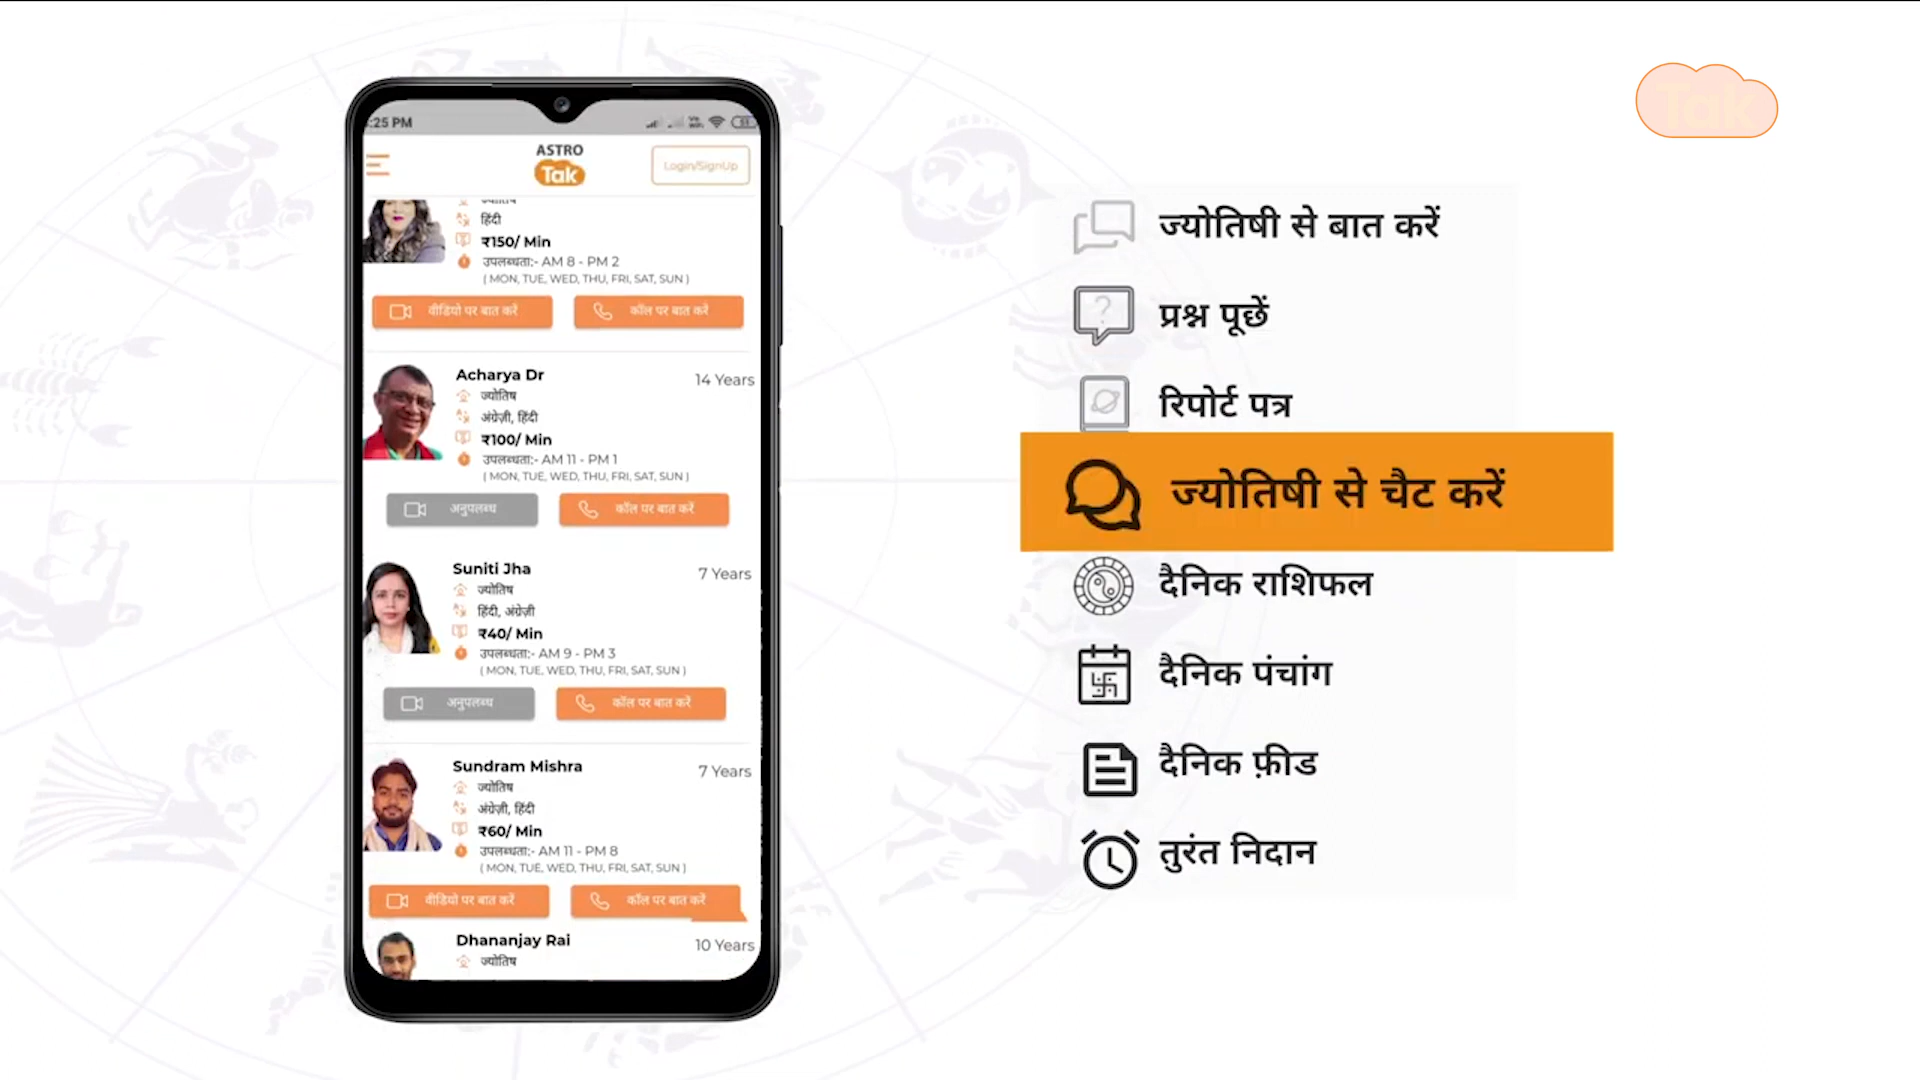 :25 PM
51
ASTRO
Tak
Login/SignUp
ज्योतिष
हिंदी
₹150/ Min
उपलब्धता:- AM 8 - PM 2
( MON, TUE, WED, THU, FRI, SAT, SUN )
वीडियो पर बात करें
कॉल पर बात करें
Acharya Dr
14 Years
ज्योतिष
अंग्रेज़ी, हिंदी
₹100/ Min
उपलब्धता:- AM 11 - PM 1
( MON, TUE, WED, THU, FRI, SAT, SUN )
अनुपलब्ध
कॉल पर बात करें
Suniti Jha
7 Years
ज्योतिष
हिंदी, अंग्रेज़ी
₹40/ Min
उपलब्धता:- AM 9 - PM 3
( MON, TUE, WED, THU, FRI, SAT, SUN )
अनुपलब्ध
कॉल पर बात करें
Sundram Mishra
7 Years
ज्योतिष
अंग्रेज़ी, हिंदी
₹60/ Min
उपलब्धता:- AM 11 - PM 8
( MON, TUE, WED, THU, FRI, SAT, SUN )
वीडियो पर बात करें
कॉल पर बात करें
Dhananjay Rai
10 Years
ज्योतिष
Tak
ज्योतिषी से बात करें
प्रश्न पूछें
रिपोर्ट पत्र
ज्योतिषी से चैट करें
दैनिक राशिफल
दैनिक पंचांग
दैनिक फ़ीड
तुरंत निदान